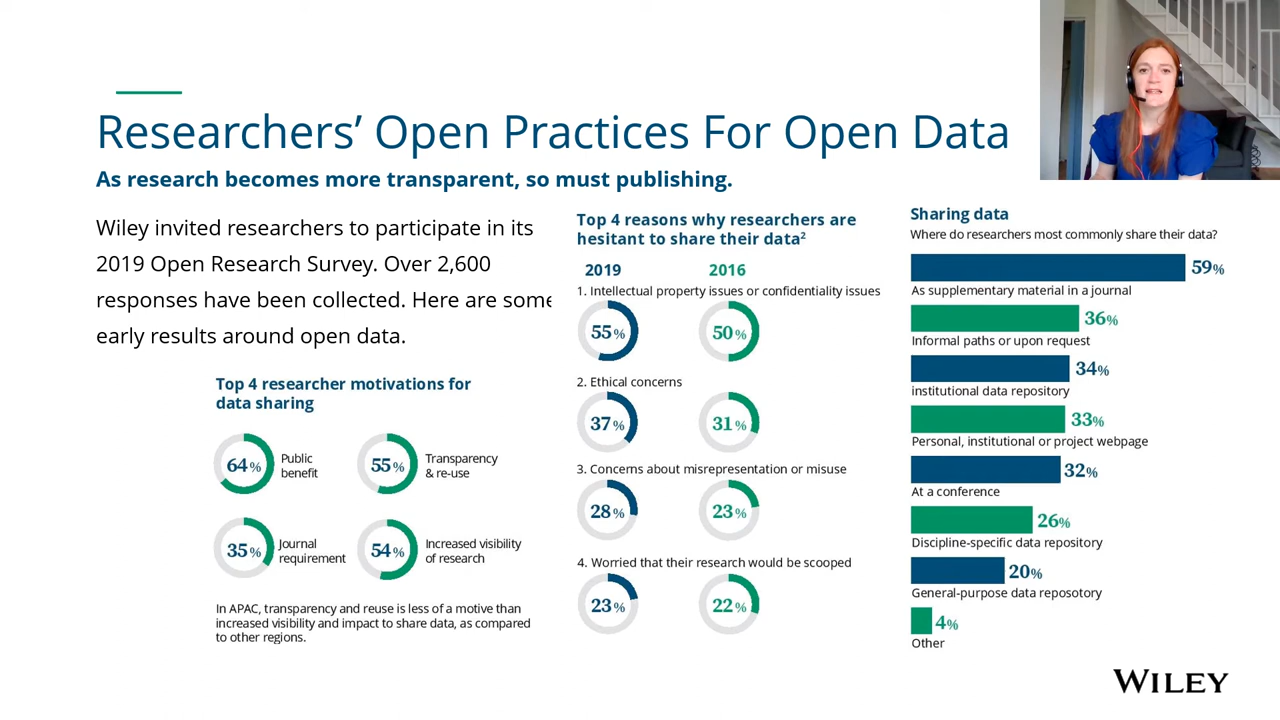 Researchers’ Open Practices For Open Data
As research becomes more transparent, so must publishing.
Wiley invited researchers to participate in its
2019 Open Research Survey. Over 2,600
responses have been collected. Here are some
early results around open data.
Top 4 researcher motivations for
data sharing
64%
Public
benefit
55%
Transparency
& re-use
35%
Journal
requirement
54%
Increased visibility
of research
In APAC, transparency and reuse is less of a motive than
increased visibility and impact to share data, as compared
to other regions.
Top 4 reasons why researchers are
hesitant to share their data²
2019 2016
1. Intellectual property issues or confidentiality issues
55% 50%
2. Ethical concerns
37% 31%
3. Concerns about misrepresentation or misuse
28% 23%
4. Worried that their research would be scooped
23% 22%
Sharing data
Where do researchers most commonly share their data?
59%
As supplementary material in a journal
36%
Informal paths or upon request
34%
institutional data repository
33%
Personal, institutional or project webpage
32%
At a conference
26%
Discipline-specific data repository
20%
General-purpose data reposotory
4%
Other
WILEY